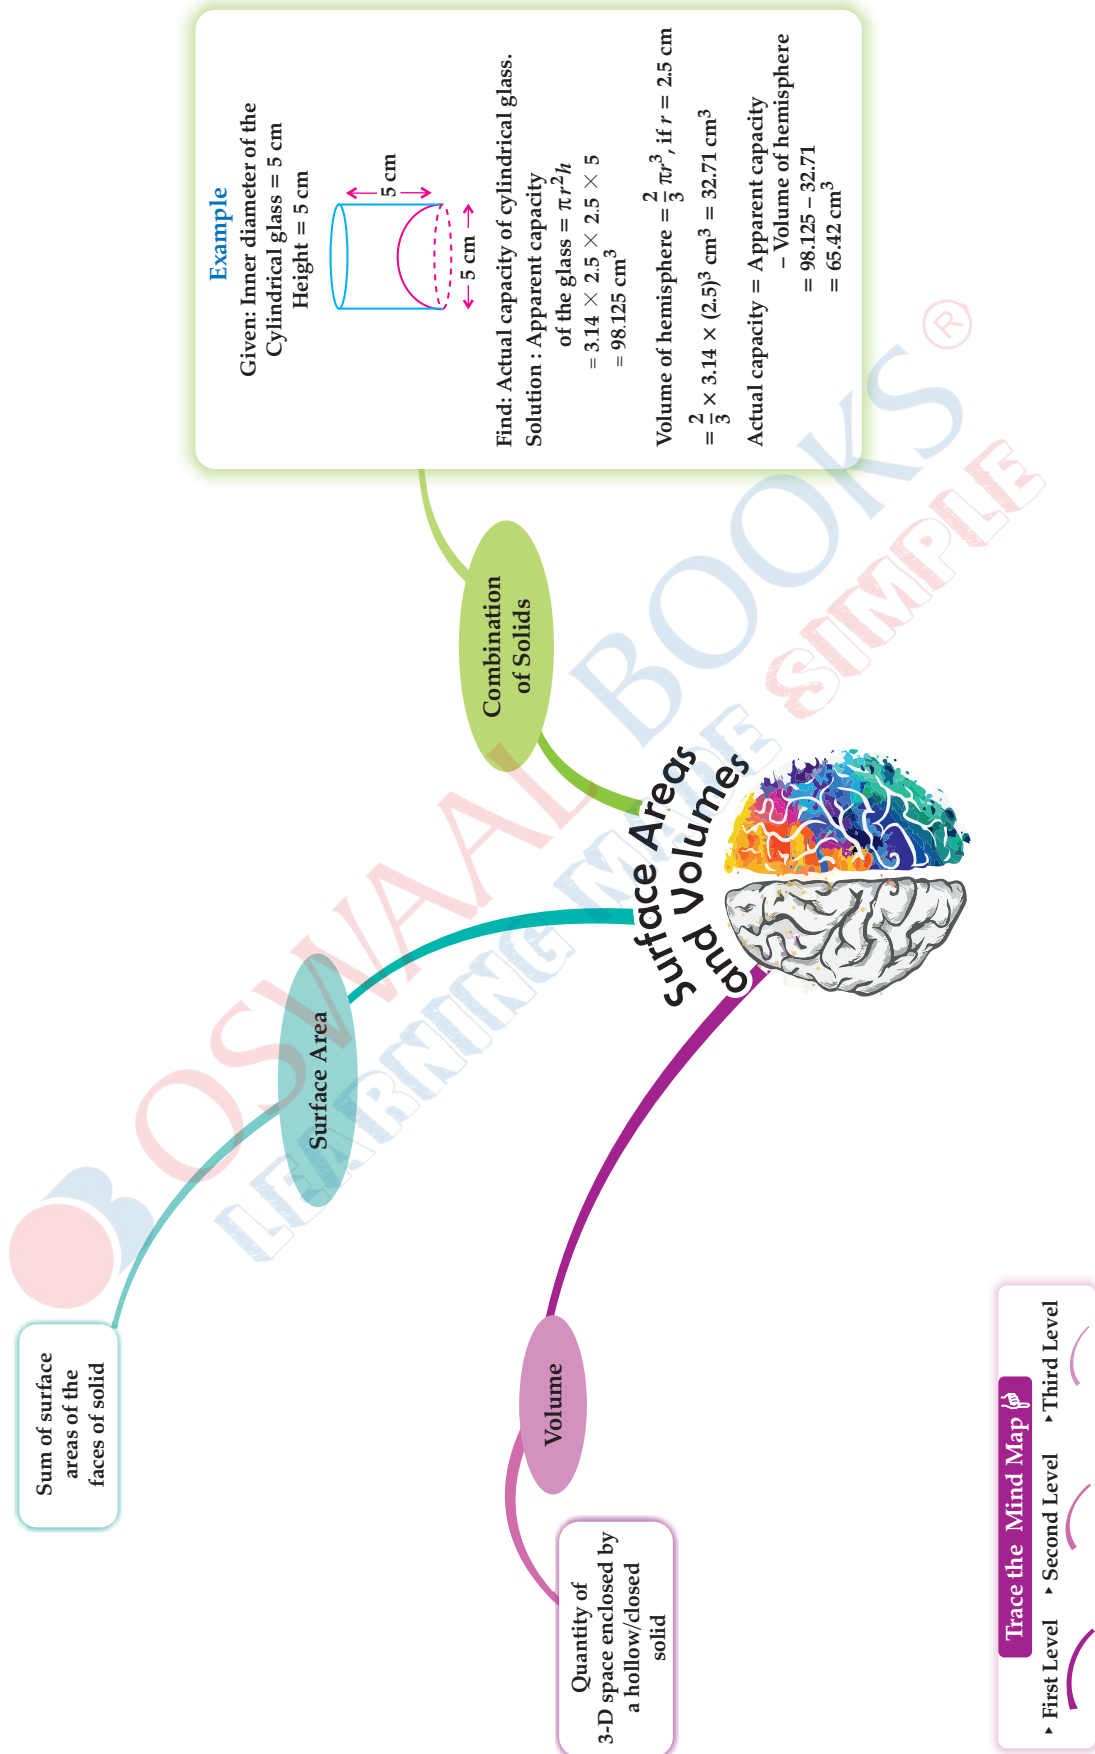 Sum of surface
areas of the
faces of solid
Surface Area
Quantity of
3-D space enclosed by
a hollow/closed
solid
Volume
Surface Areas
and Volumes
Combination
of Solids
Example
Given: Inner diameter of the
Cylindrical glass = 5 cm
Height = 5 cm
5 cm
5 cm
Find: Actual capacity of cylindrical glass.
Solution : Apparent capacity
of the glass = πr²h
= 3.14 × 2.5 × 2.5 × 5
= 98.125 cm³
Volume of hemisphere = 2/3 πr³, if r = 2.5 cm
= 2/3 × 3.14 × (2.5)³ cm³ = 32.71 cm³
Actual capacity = Apparent capacity
– Volume of hemisphere
= 98.125 – 32.71
= 65.42 cm³
Trace the Mind Map
▸ First Level ▸ Second Level ▸ Third Level
OSWAAL BOOKS®
LEARNING MADE SIMPLE